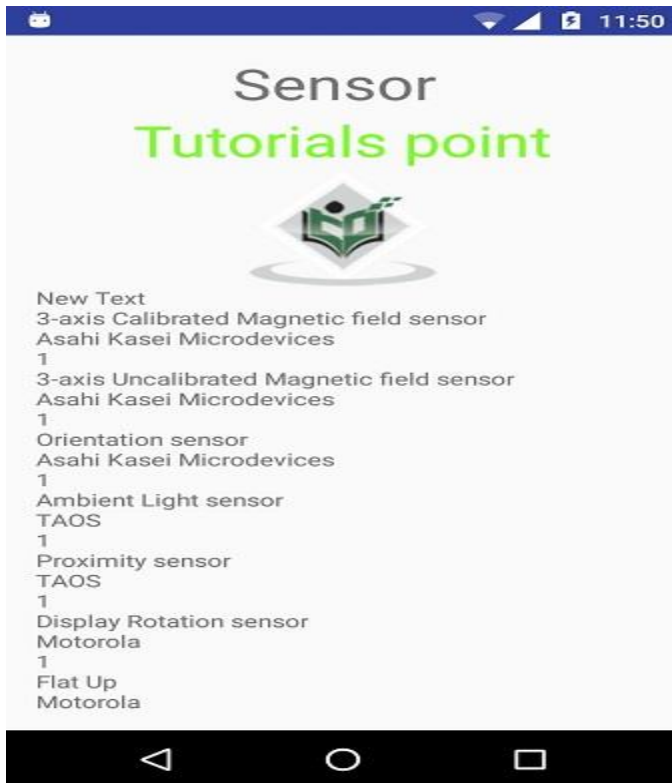 11:50
Sensor
Tutorials point
New Text
3-axis Calibrated Magnetic field sensor
Asahi Kasei Microdevices
1
3-axis Uncalibrated Magnetic field sensor
Asahi Kasei Microdevices
1
Orientation sensor
Asahi Kasei Microdevices
1
Ambient Light sensor
TAOS
1
Proximity sensor
TAOS
1
Display Rotation sensor
Motorola
1
Flat Up
Motorola